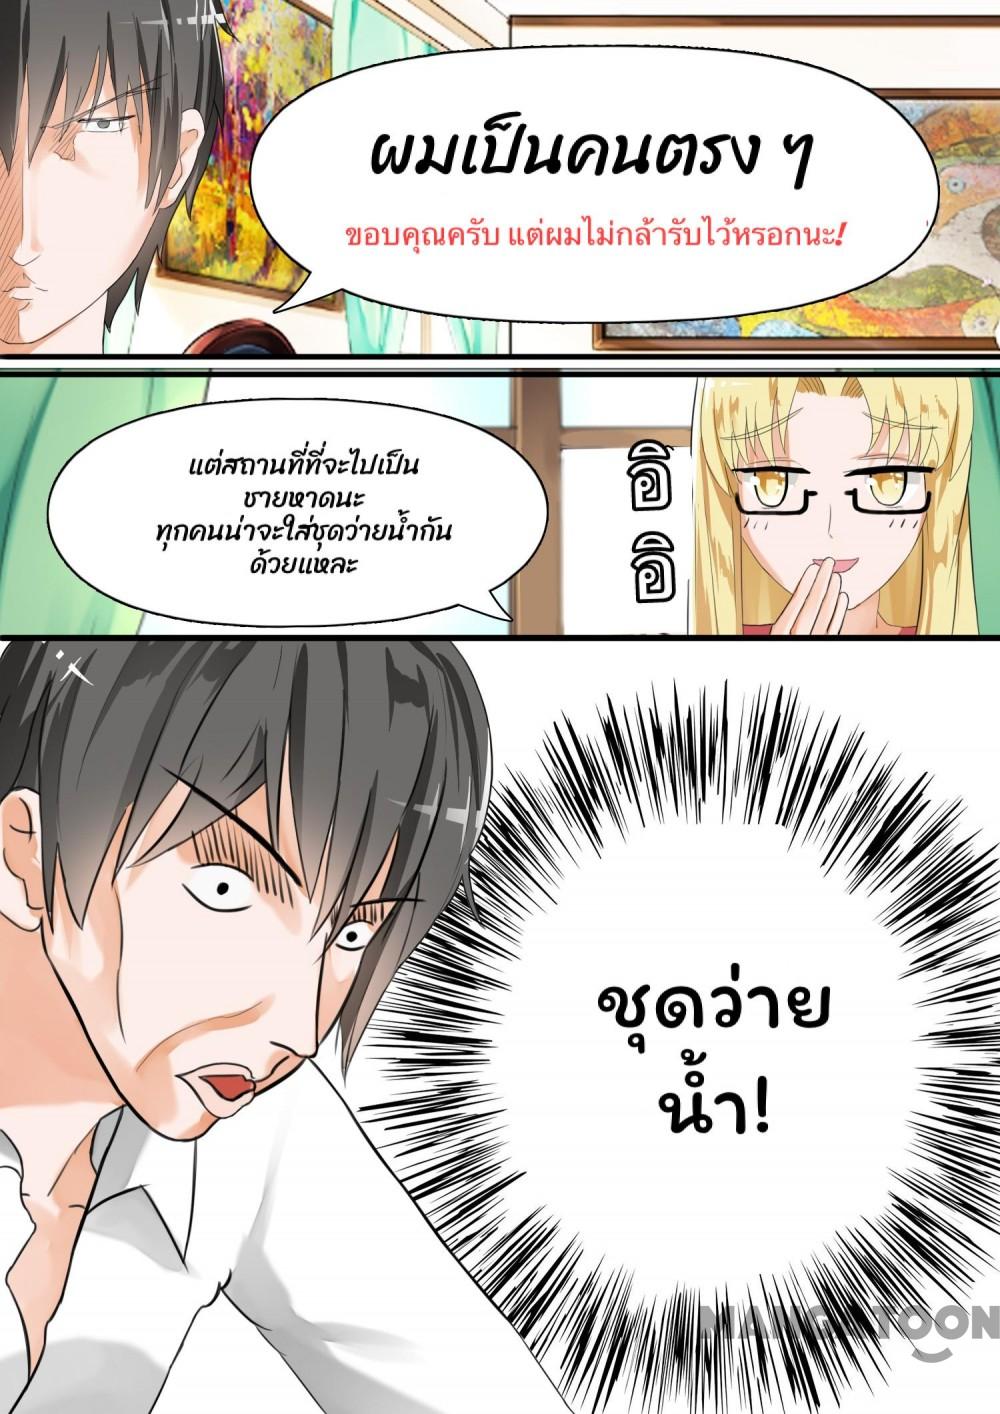 ผมเป็นคนตรง ๆ
ขอบคุณครับ แต่ผมไม่กล้ารับไว้หรอกนะ!
แต่สถานที่ที่จะไปเป็น
ชายหาดนะ
ทุกคนน่าจะใส่ชุดว่ายน้ำกัน
ด้วยแหละ
อิ
อิ
ชุดว่าย
น้ำ!
MANGATOON